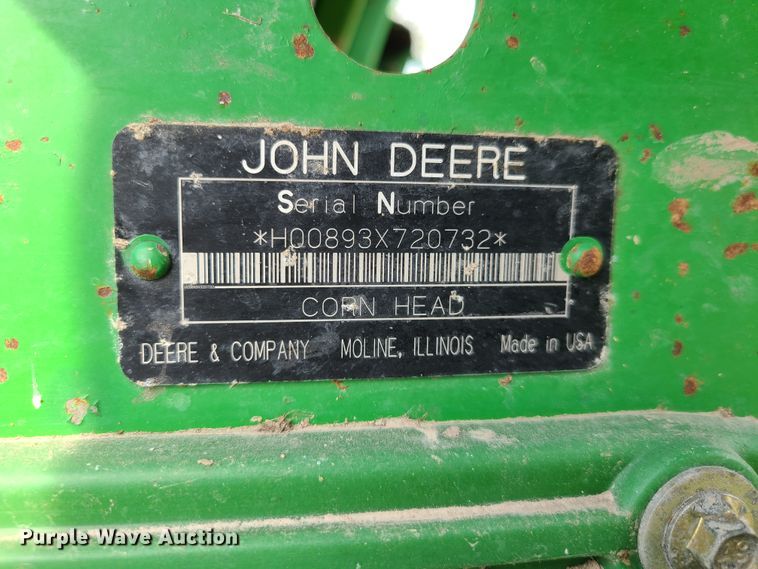 JOHN DEERE
Serial Number
*H00893X720732*
CORN HEAD
DEERE & COMPANY MOLINE, ILLINOIS Made in USA
Purple Wave Auction